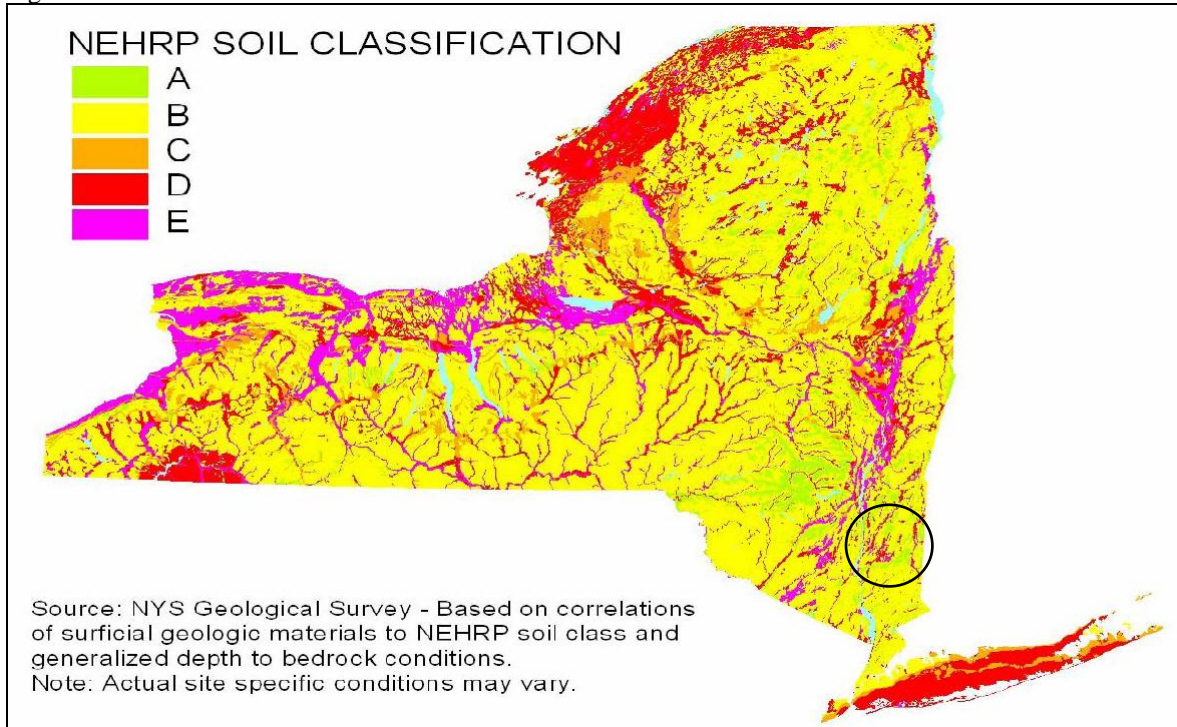 NEHRP SOIL CLASSIFICATION
A
B
C
D
E
Source: NYS Geological Survey - Based on correlations
of surficial geologic materials to NEHRP soil class and
generalized depth to bedrock conditions.
Note: Actual site specific conditions may vary.